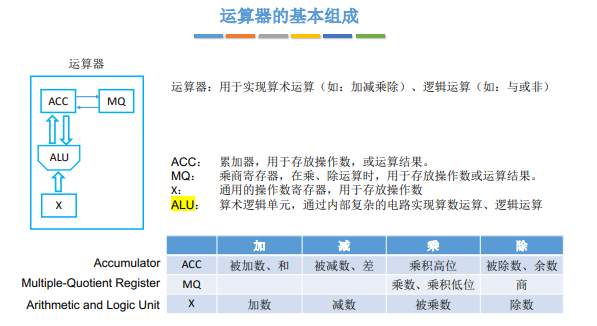 运算器的基本组成
运算器
ACC
MQ
ALU
X
运算器：用于实现算术运算（如：加减乘除）、逻辑运算（如：与或非）
ACC： 累加器，用于存放操作数，或运算结果。
MQ： 乘商寄存器，在乘、除运算时，用于存放操作数或运算结果。
X： 通用的操作数寄存器，用于存放操作数
ALU： 算术逻辑单元，通过内部复杂的电路实现算数运算、逻辑运算
加 减 乘 除
Accumulator ACC 被加数、和 被减数、差 乘积高位 被除数、余数
Multiple-Quotient Register MQ 乘数、乘积低位 商
Arithmetic and Logic Unit X 加数 减数 被乘数 除数